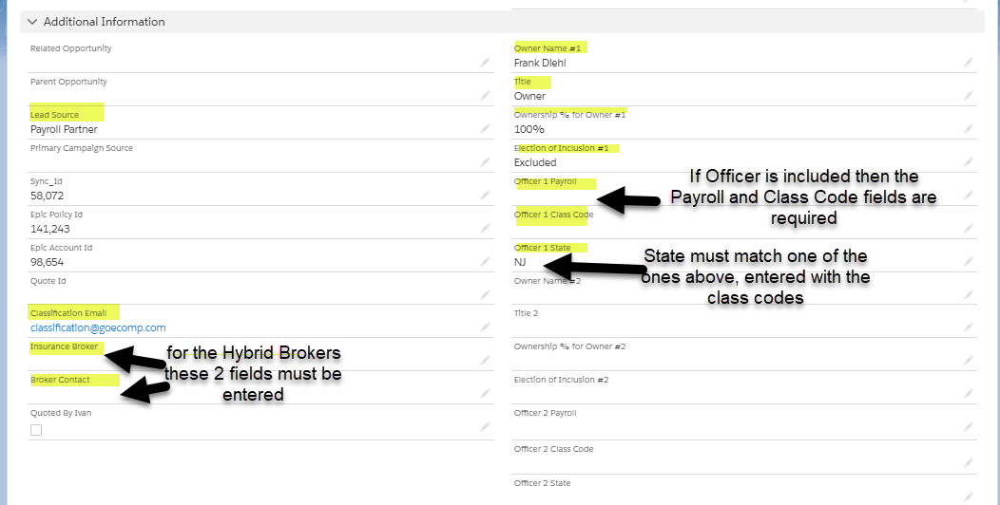 Additional Information
Related Opportunity
Parent Opportunity
Lead Source
Payroll Partner
Primary Campaign Source
Sync_Id
58,072
Epic Policy Id
141,243
Epic Account Id
98,654
Quote Id
Classification Email
classification@goecomp.com
Insurance Broker
Broker Contact
for the Hybrid Brokers
these 2 fields must be
entered
Quoted By Ivan
Owner Name #1
Frank Diehl
Title
Owner
Ownership % for Owner #1
100%
Election of Inclusion #1
Excluded
Officer 1 Payroll
Officer 1 Class Code
If Officer is included then the
Payroll and Class Code fields are
required
Officer 1 State
NJ
State must match one of the
ones above, entered with the
class codes
Owner Name #2
Title 2
Ownership % for Owner #2
Election of Inclusion #2
Officer 2 Payroll
Officer 2 Class Code
Officer 2 State